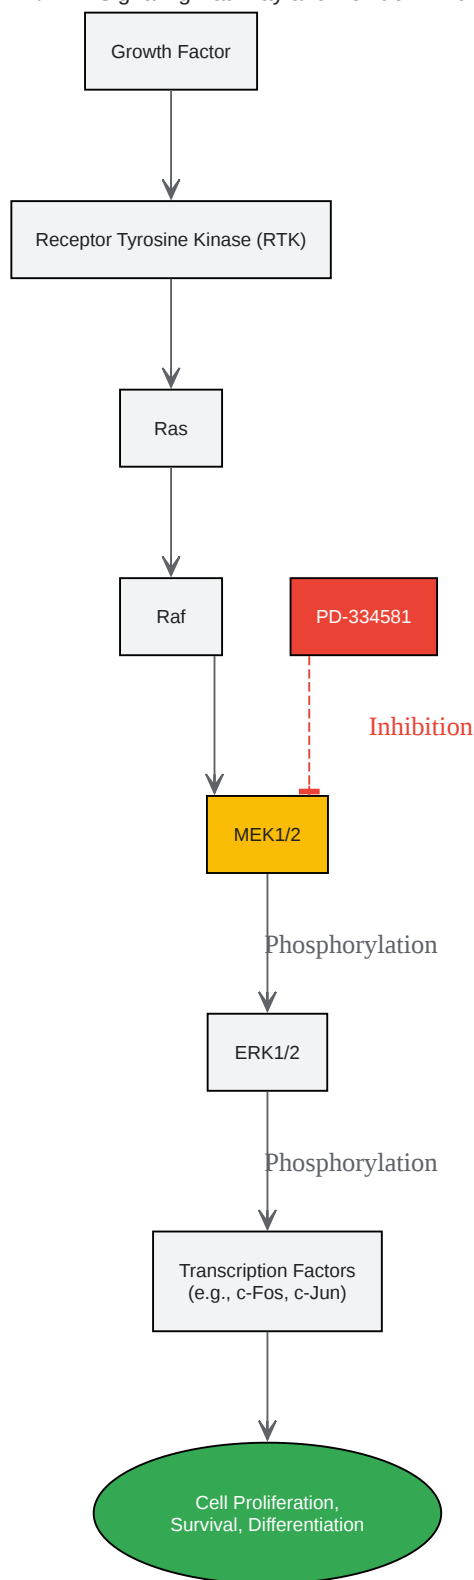 Growth Factor
Receptor Tyrosine Kinase (RTK)
Ras
Raf
PD-334581
Inhibition
MEK1/2
Phosphorylation
ERK1/2
Phosphorylation
Transcription Factors
(e.g., c-Fos, c-Jun)
Cell Proliferation,
Survival, Differentiation